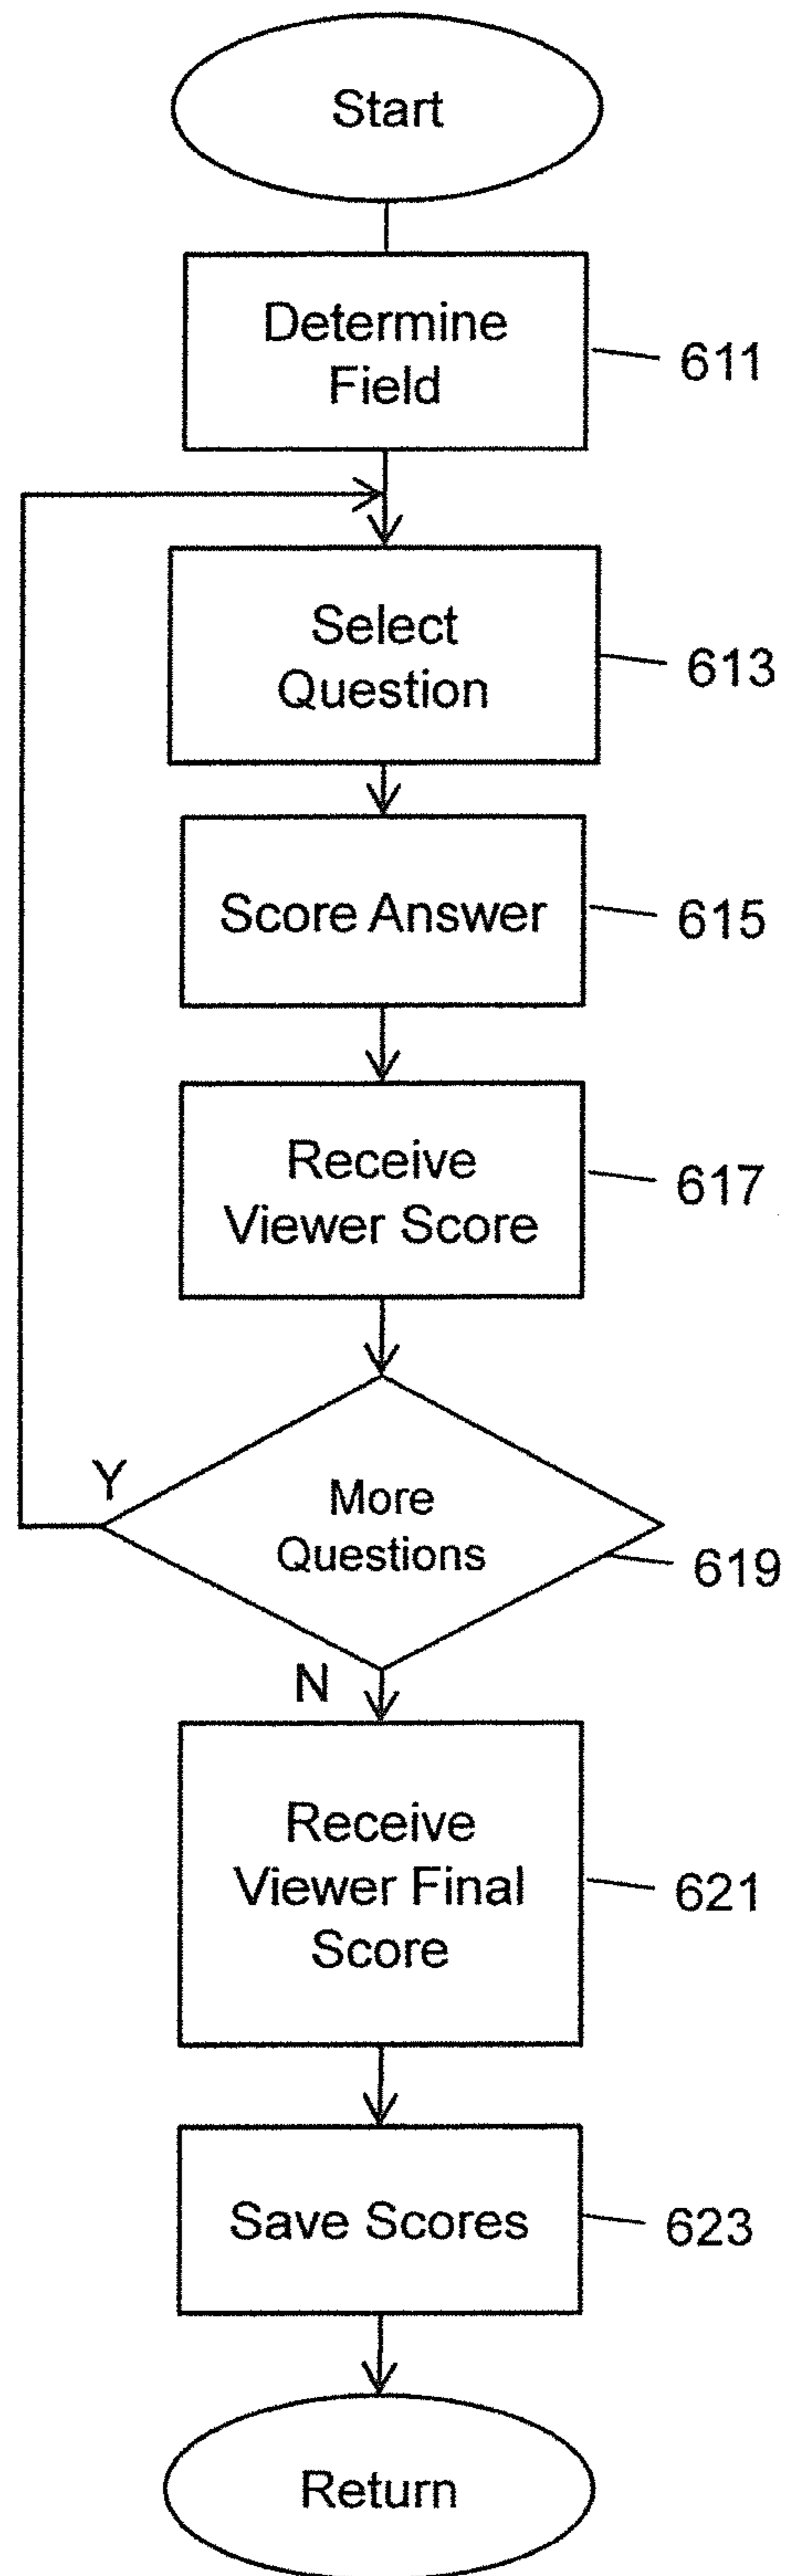 Start
Determine
Field
611
Select
Question
613
Score Answer
615
Receive
Viewer Score
617
Y
More
Questions
619
N
Receive
Viewer Final
Score
621
Save Scores
623
Return